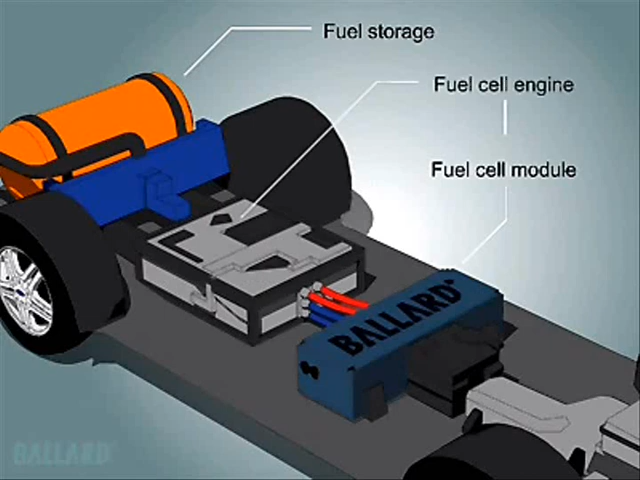 Fuel storage
Fuel cell engine
Fuel cell module
BALLARD
BALLARD